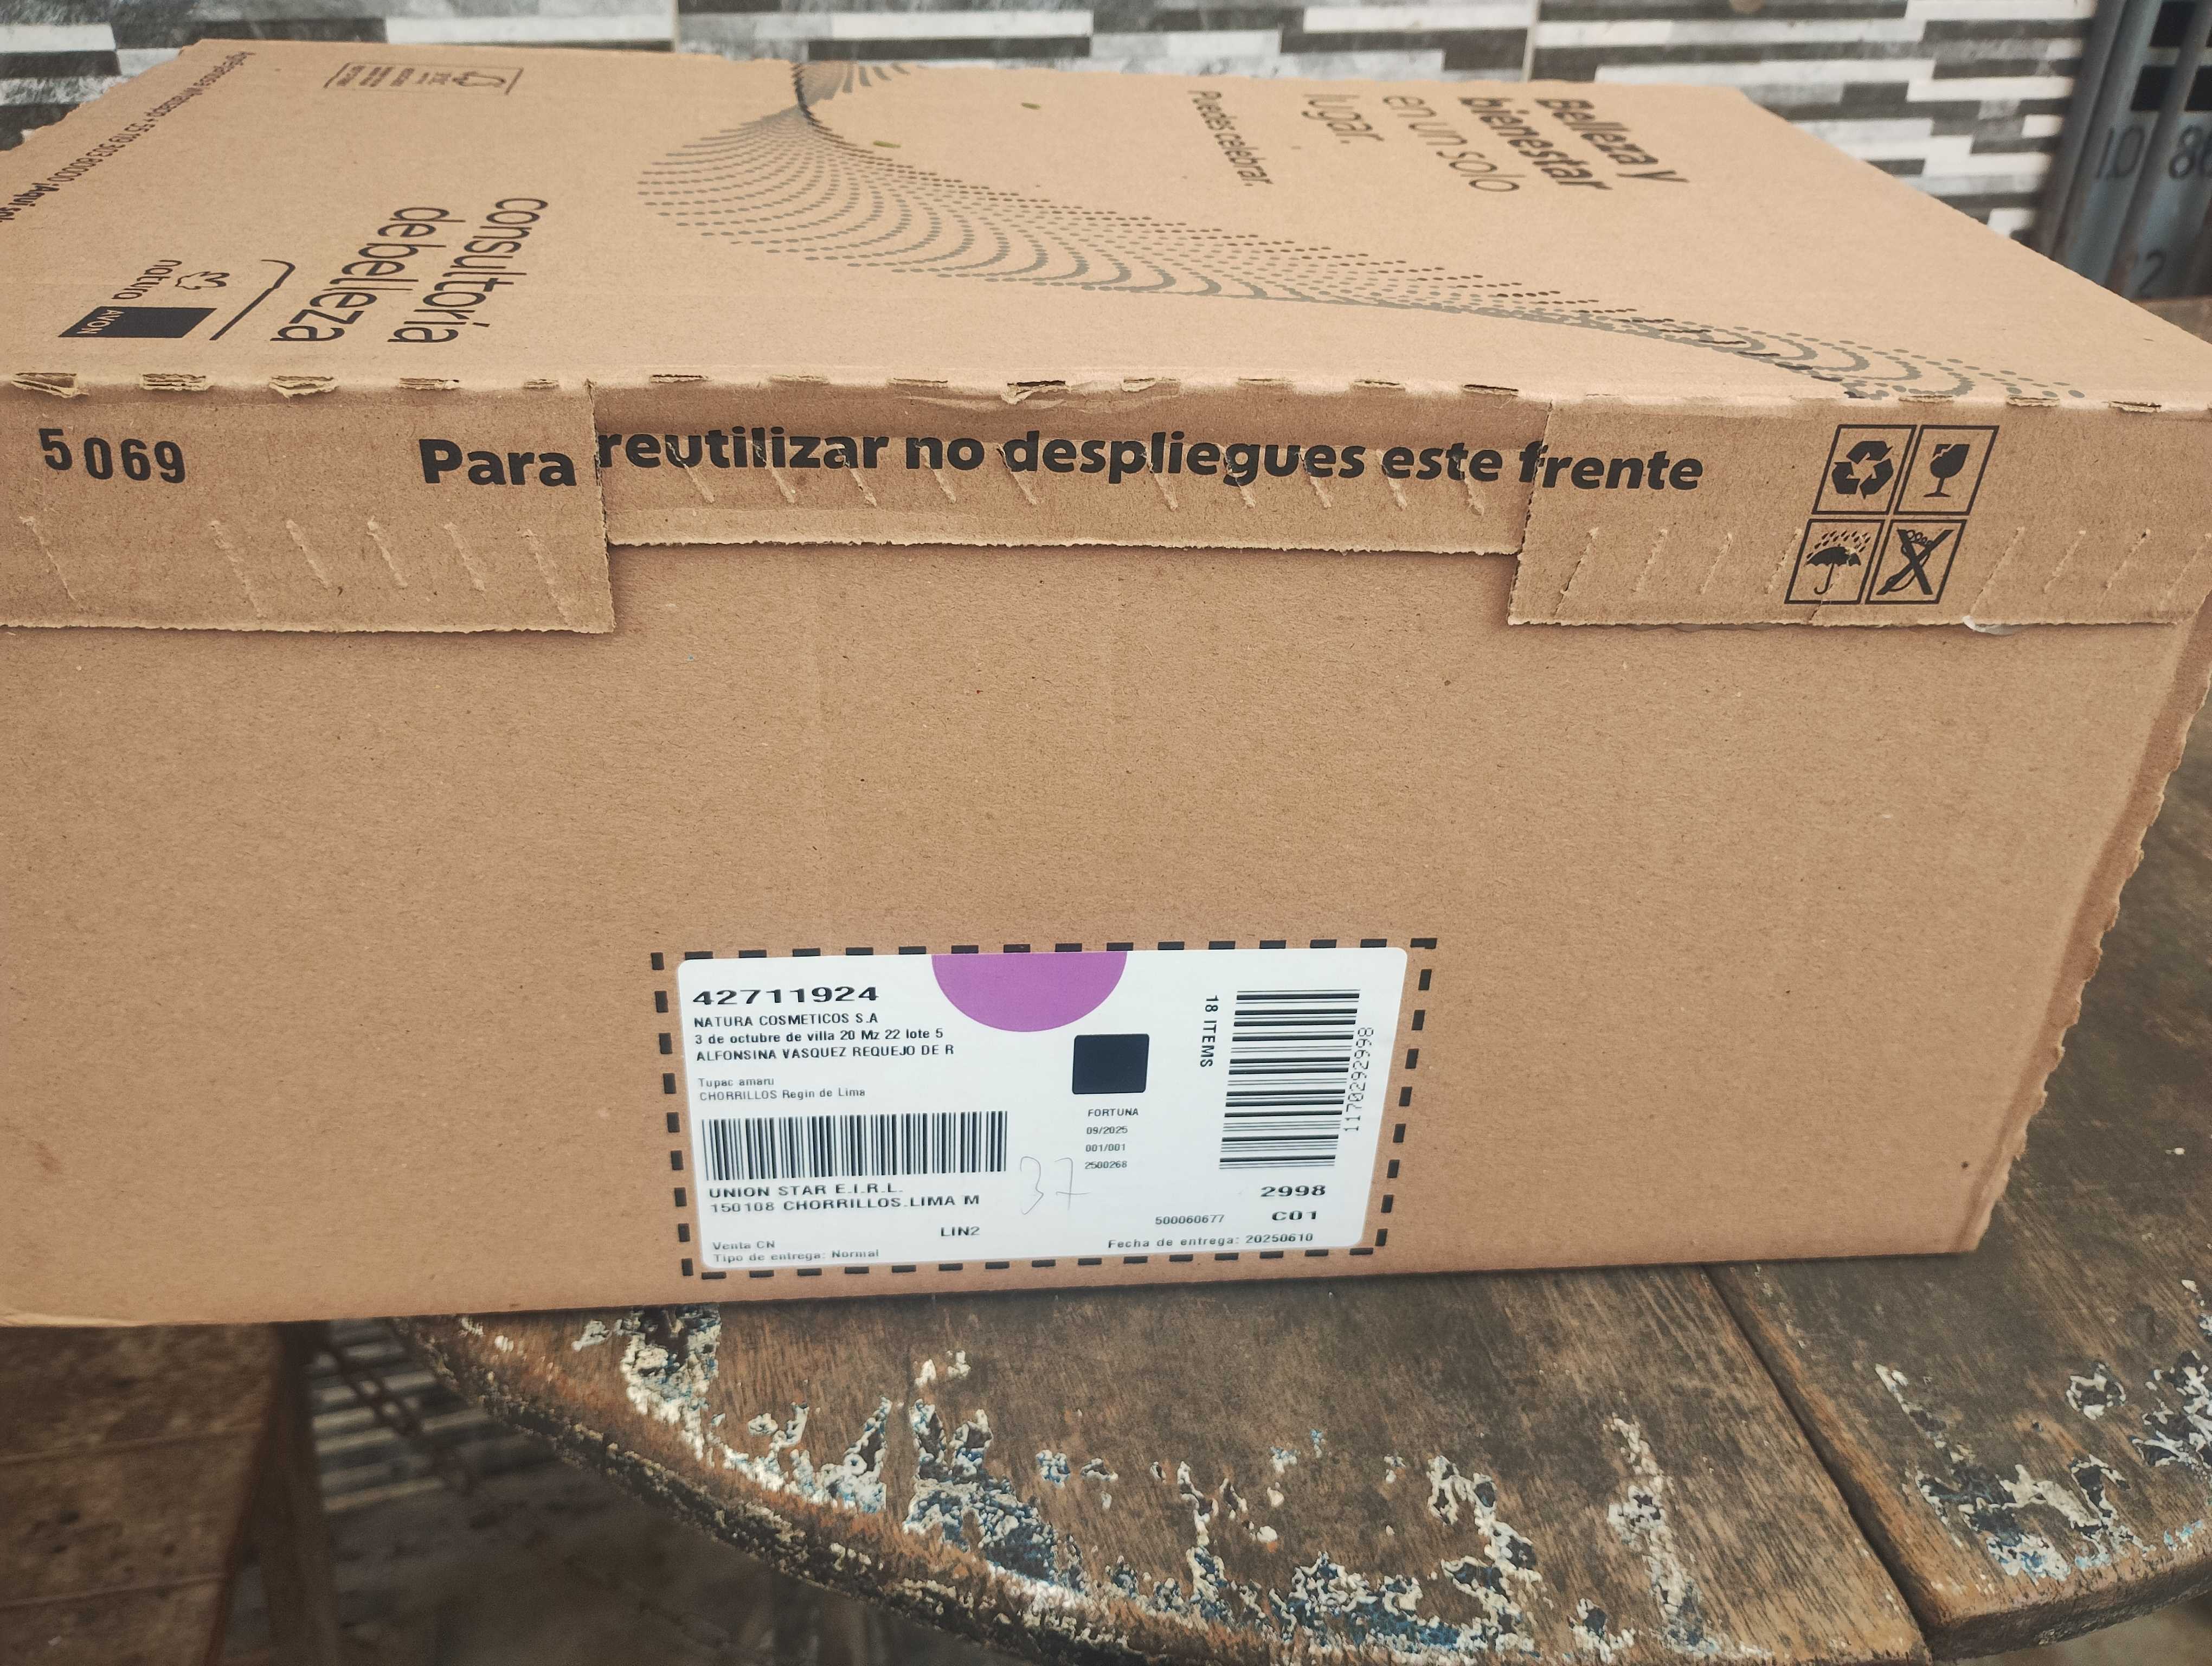 Belleza y
bienestar
en un solo
lugar.
Puedes celebrar.
consultoría
de belleza
natura
AVON
5069
Para reutilizar no despliegues este frente
42711924
NATURA COSMETICOS S.A
3 de octubre de villa 20 Mz 22 lote 5
ALFONSINA VASQUEZ REQUEJO DE R
Tupac amaru
CHORRILLOS Regin de Lima
UNION STAR E.I.R.L.
150108 CHORRILLOS.LIMA M
LIN2
Venta CN
Tipo de entrega: Normal
FORTUNA
09/2025
001/001
2500268
37
18 ITEMS
1170292998
2998
500060677
C01
Fecha de entrega: 20250610